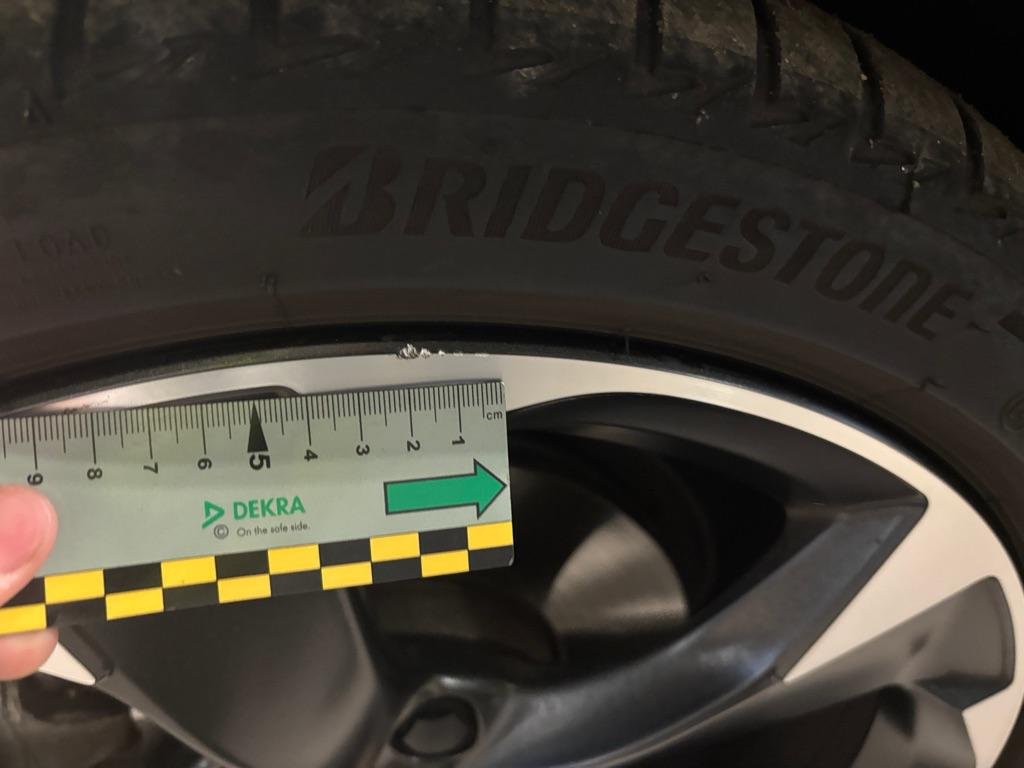 BRIDGESTONE
LOAD
cm
9 8 7 6 5 4 3 2 1
DEKRA
© On the safe side.